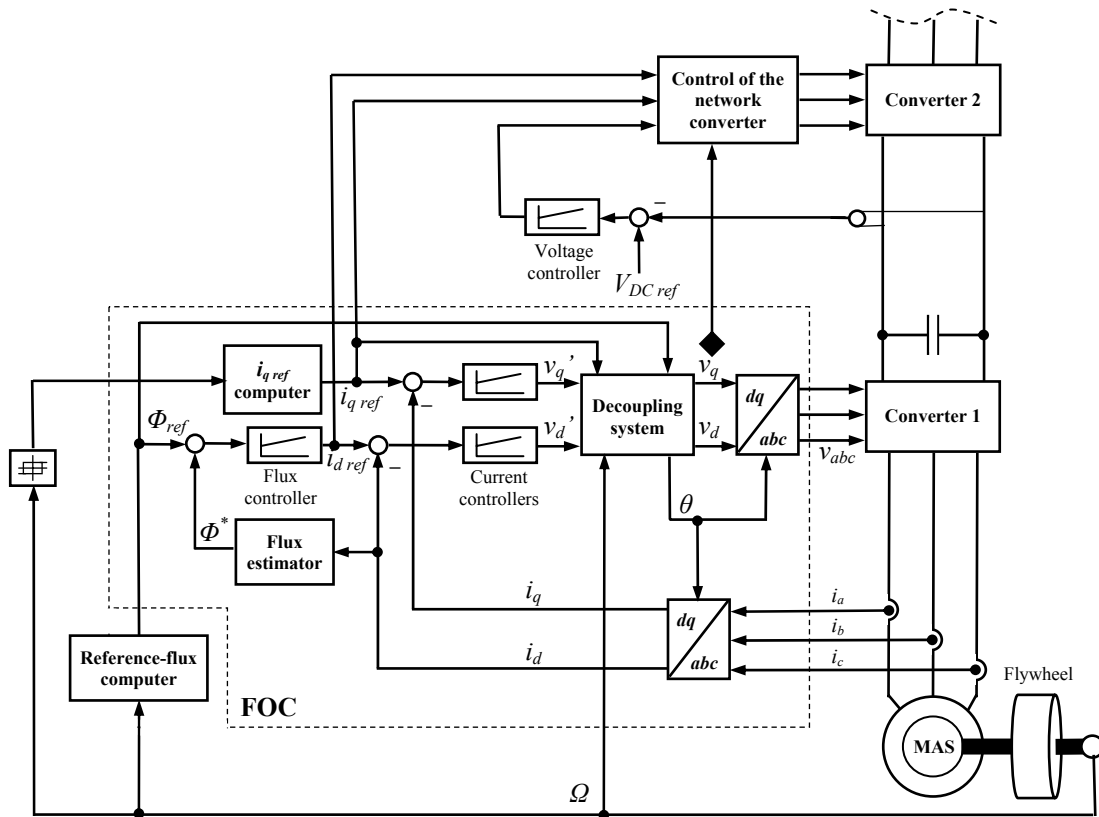 Control of the
network
converter
Converter 2
Voltage
controller
V_DC ref
–
i_q ref
computer
i_q ref
–
v_q’
v_d’
Decoupling
system
v_q
v_d
dq
abc
v_abc
Converter 1
Φ_ref
Flux
controller
i_d ref
–
Current
controllers
θ
Φ*
Flux
estimator
i_q
i_d
dq
abc
i_a
i_b
i_c
Reference-flux
computer
FOC
Flywheel
MAS
Ω